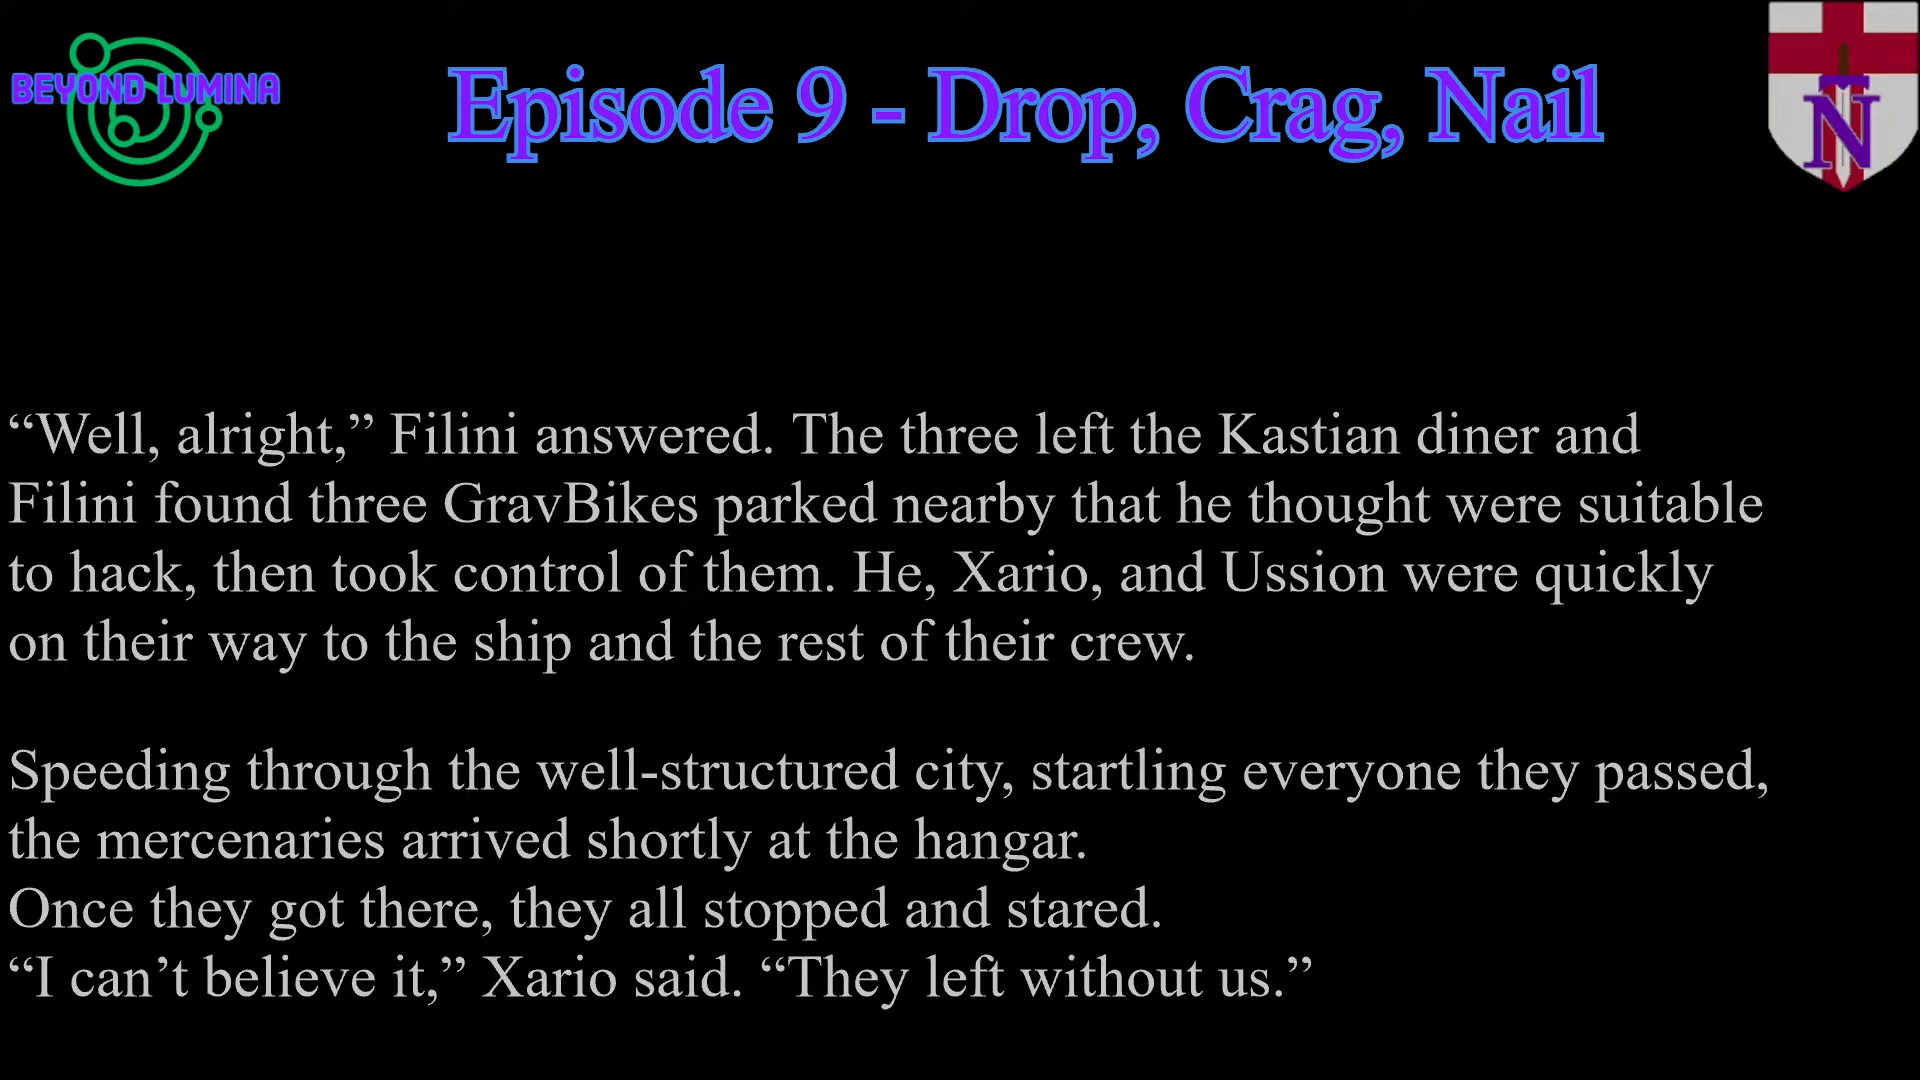 BEYOND LUMINA
Episode 9 - Drop, Crag, Nail
N
“Well, alright,” Filini answered. The three left the Kastian diner and
Filini found three GravBikes parked nearby that he thought were suitable
to hack, then took control of them. He, Xario, and Ussion were quickly
on their way to the ship and the rest of their crew.
Speeding through the well-structured city, startling everyone they passed,
the mercenaries arrived shortly at the hangar.
Once they got there, they all stopped and stared.
“I can’t believe it,” Xario said. “They left without us.”